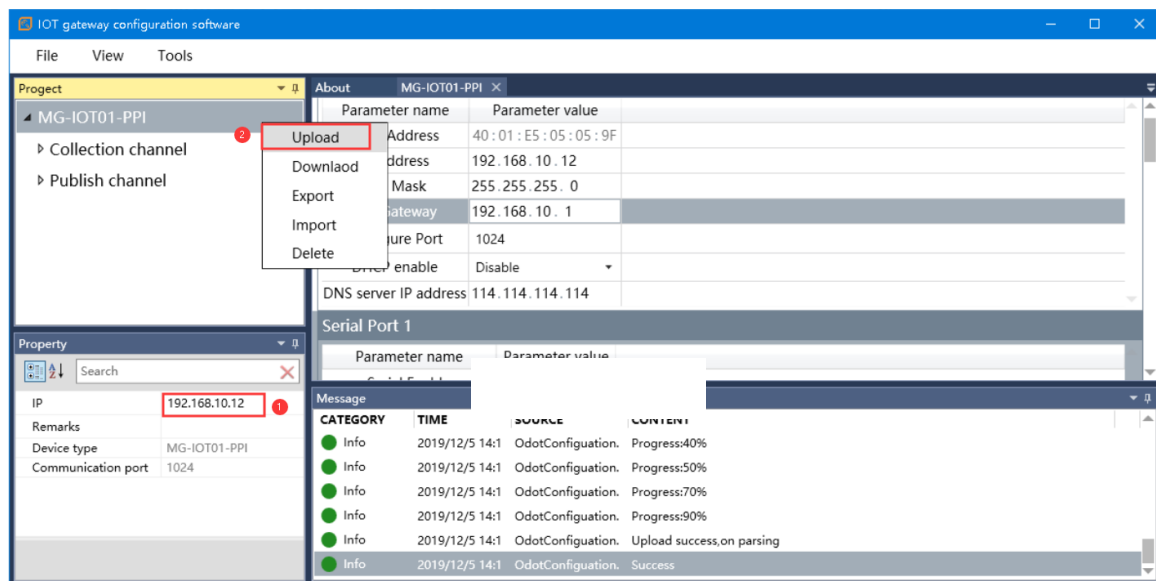 IOT gateway configuration software
File View Tools
Progect
MG-IOT01-PPI
Collection channel
Publish channel
2
Upload
Downlaod
Export
Import
Delete
About MG-IOT01-PPI
Parameter name Parameter value
Address 40 : 01 : E5 : 05 : 05 : 9F
ddress 192.168.10.12
Mask 255.255.255. 0
ateway 192.168.10. 1
ure Port 1024
DHCP enable Disable
DNS server IP address 114.114.114.114
Serial Port 1
Parameter name Parameter value
Property
Search
IP 192.168.10.12
1
Remarks
Device type MG-IOT01-PPI
Communication port 1024
Message
CATEGORY TIME SOURCE CONTENT
Info 2019/12/5 14:1 OdotConfiguation. Progress:40%
Info 2019/12/5 14:1 OdotConfiguation. Progress:50%
Info 2019/12/5 14:1 OdotConfiguation. Progress:70%
Info 2019/12/5 14:1 OdotConfiguation. Progress:90%
Info 2019/12/5 14:1 OdotConfiguation. Upload success,on parsing
Info 2019/12/5 14:1 OdotConfiguation. Success